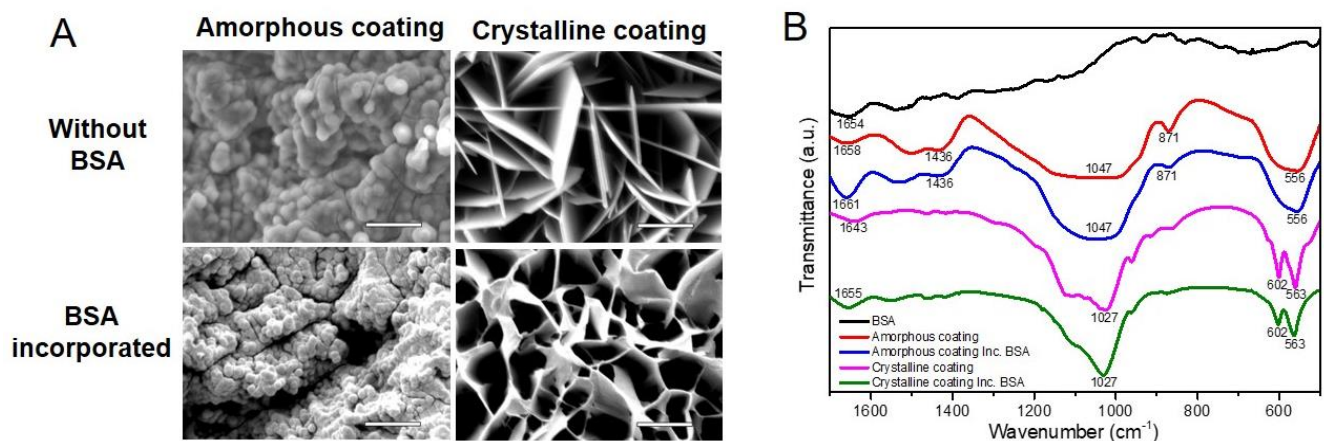 A
Amorphous coating
Crystalline coating
Without
BSA
BSA
incorporated
B
Transmittance (a.u.)
1654
1658
1436
1047
871
556
1661
1436
1047
871
556
1643
1027
602
563
1655
1027
602
563
BSA
Amorphous coating
Amorphous coating Inc. BSA
Crystalline coating
Crystalline coating Inc. BSA
1600
1400
1200
1000
800
600
Wavenumber (cm⁻¹)